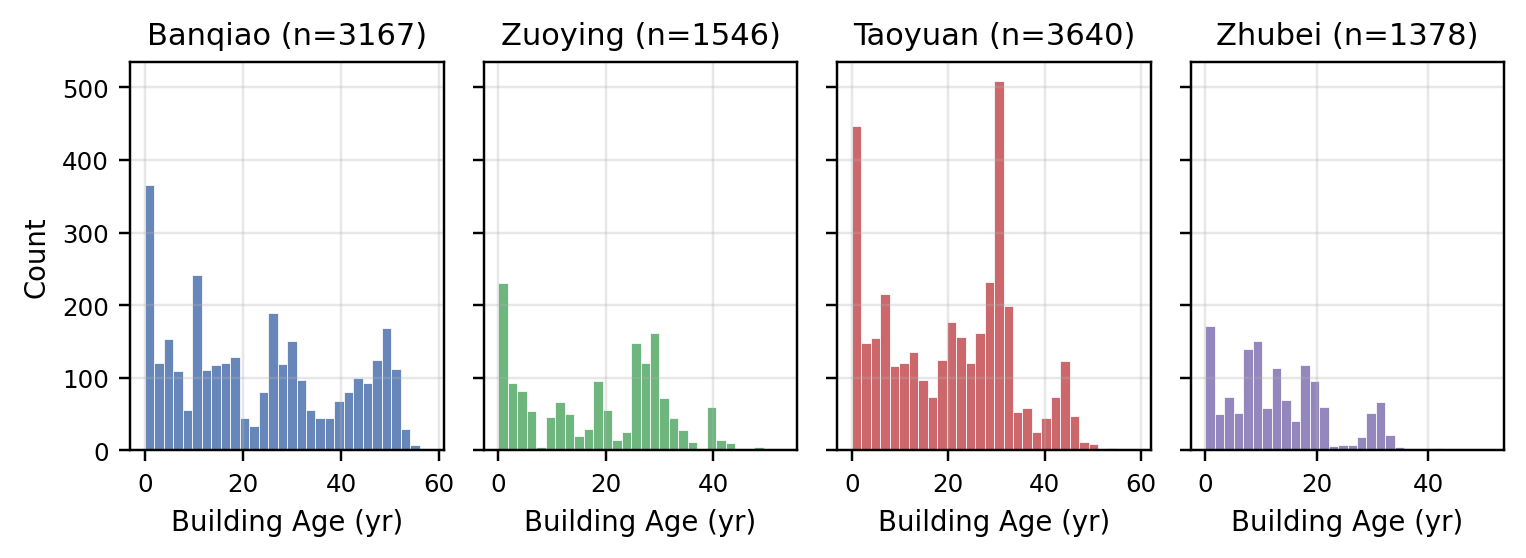 Banqiao (n=3167)
Zuoying (n=1546)
Taoyuan (n=3640)
Zhubei (n=1378)
Count
500
400
300
200
100
0
0 20 40 60
0 20 40
0 20 40 60
0 20 40
Building Age (yr)
Building Age (yr)
Building Age (yr)
Building Age (yr)